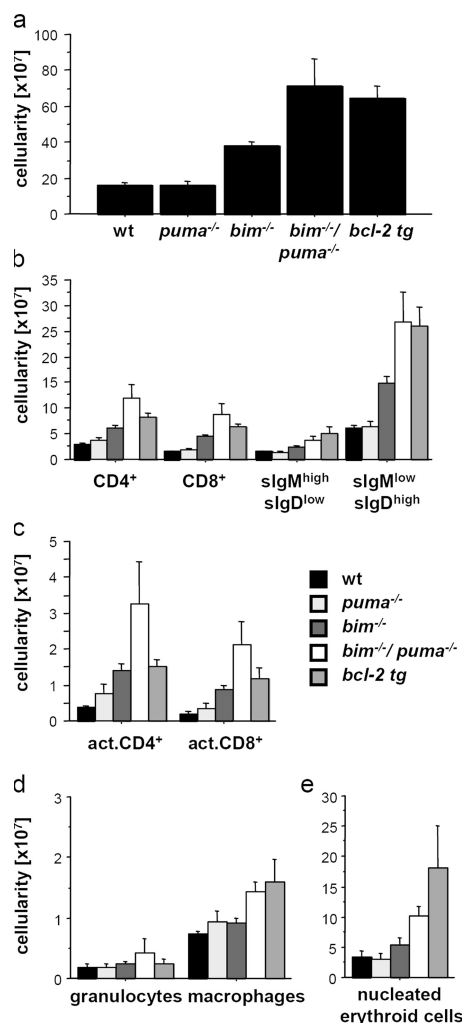 a
cellularity [x10⁷]
100
80
60
40
20
0
wt puma⁻/⁻ bim⁻/⁻ bim⁻/⁻/ bcl-2 tg
puma⁻/⁻
b
cellularity [x10⁷]
35
30
25
20
15
10
5
0
CD4⁺ CD8⁺ sIgMhigh sIgMlow
sIgDlow sIgDhigh
c
cellularity [x10⁷]
5
4
3
2
1
0
act.CD4⁺ act.CD8⁺
wt
puma⁻/⁻
bim⁻/⁻
bim⁻/⁻/ puma⁻/⁻
bcl-2 tg
d
cellularity [x10⁷]
3
2
1
0
granulocytes macrophages
e
30
25
20
15
10
5
0
nucleated
erythroid cells